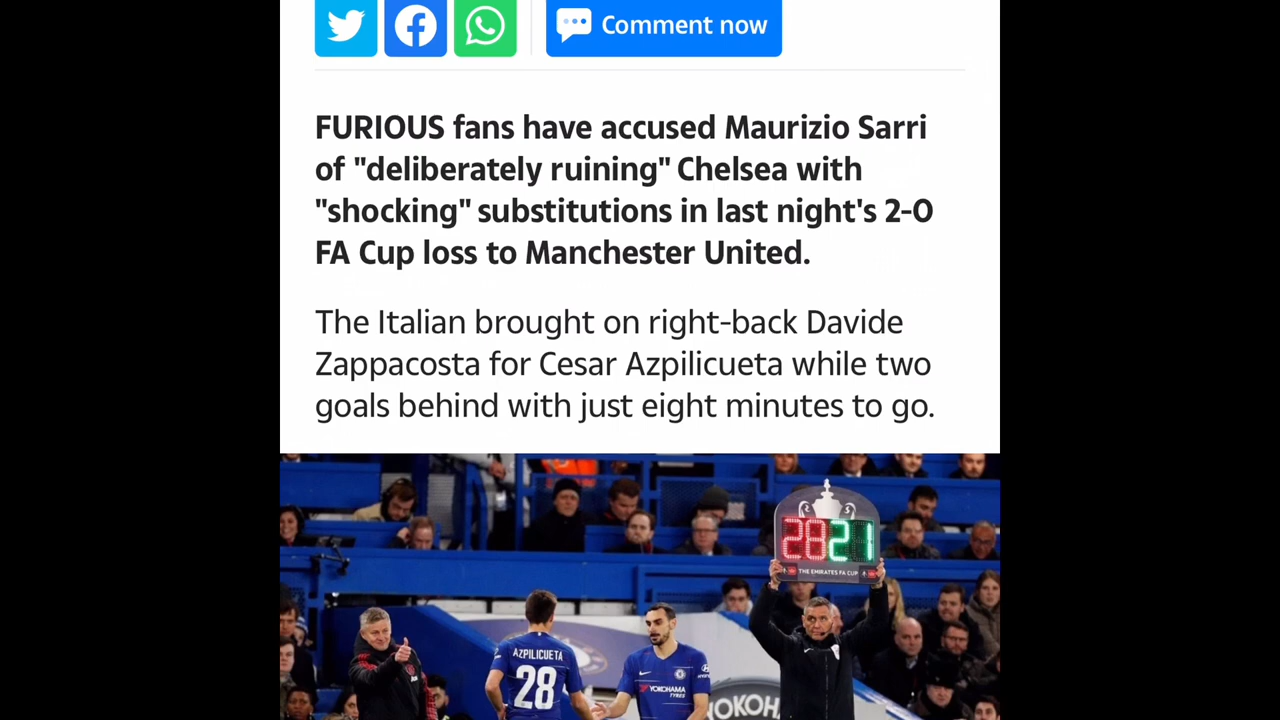 Comment now
FURIOUS fans have accused Maurizio Sarri
of "deliberately ruining" Chelsea with
"shocking" substitutions in last night's 2-0
FA Cup loss to Manchester United.
The Italian brought on right-back Davide
Zappacosta for Cesar Azpilicueta while two
goals behind with just eight minutes to go.
28 21
THE EMIRATES FA CUP
AZPILICUETA
28
YOKOHAMA
TYRES
YOKOH